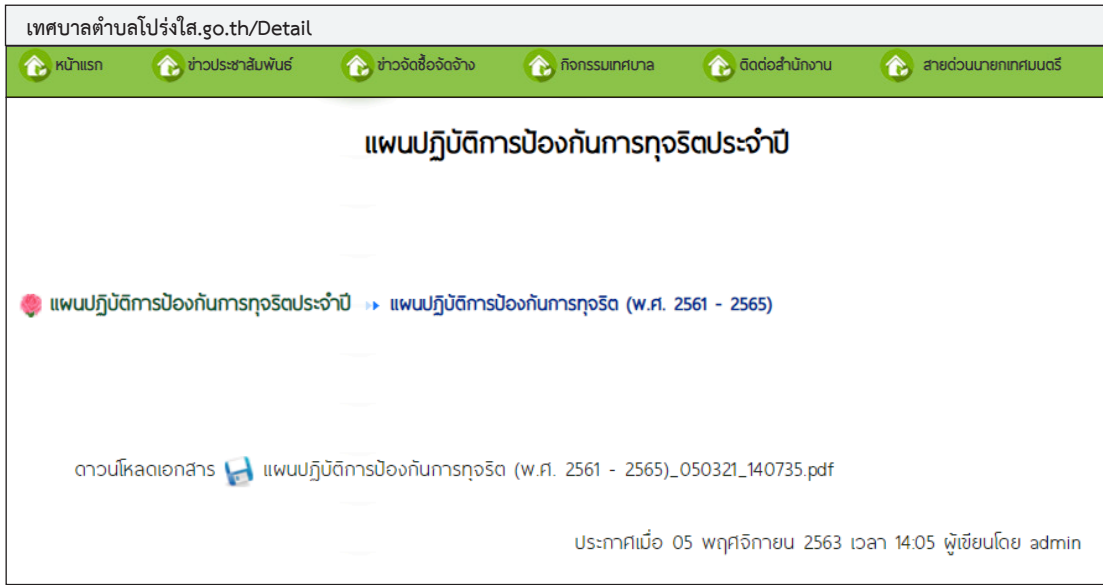 เทศบาลตำบลโปร่งใส.go.th/Detail
หน้าแรก ข่าวประชาสัมพันธ์ ข่าวจัดซื้อจัดจ้าง กิจกรรมเทศบาล ติดต่อสำนักงาน สายด่วนนายกเทศมนตรี
แผนปฏิบัติการป้องกันการทุจริตประจำปี
แผนปฏิบัติการป้องกันการทุจริตประจำปี แผนปฏิบัติการป้องกันการทุจริต (พ.ศ. 2561 - 2565)
ดาวน์โหลดเอกสาร แผนปฏิบัติการป้องกันการทุจริต (พ.ศ. 2561 - 2565)_050321_140735.pdf
ประกาศเมื่อ 05 พฤศจิกายน 2563 เวลา 14:05 ผู้เขียนโดย admin